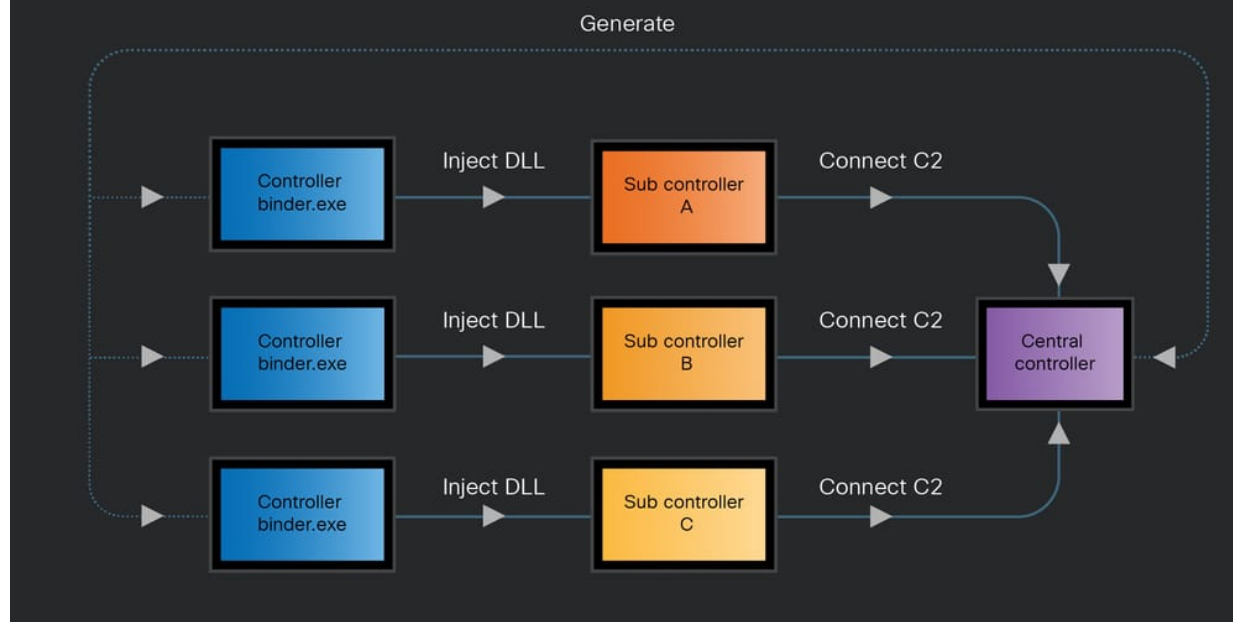 Generate
Inject DLL
Connect C2
Controller
binder.exe
Sub controller
A
Inject DLL
Connect C2
Controller
binder.exe
Sub controller
B
Central
controller
Inject DLL
Connect C2
Controller
binder.exe
Sub controller
C